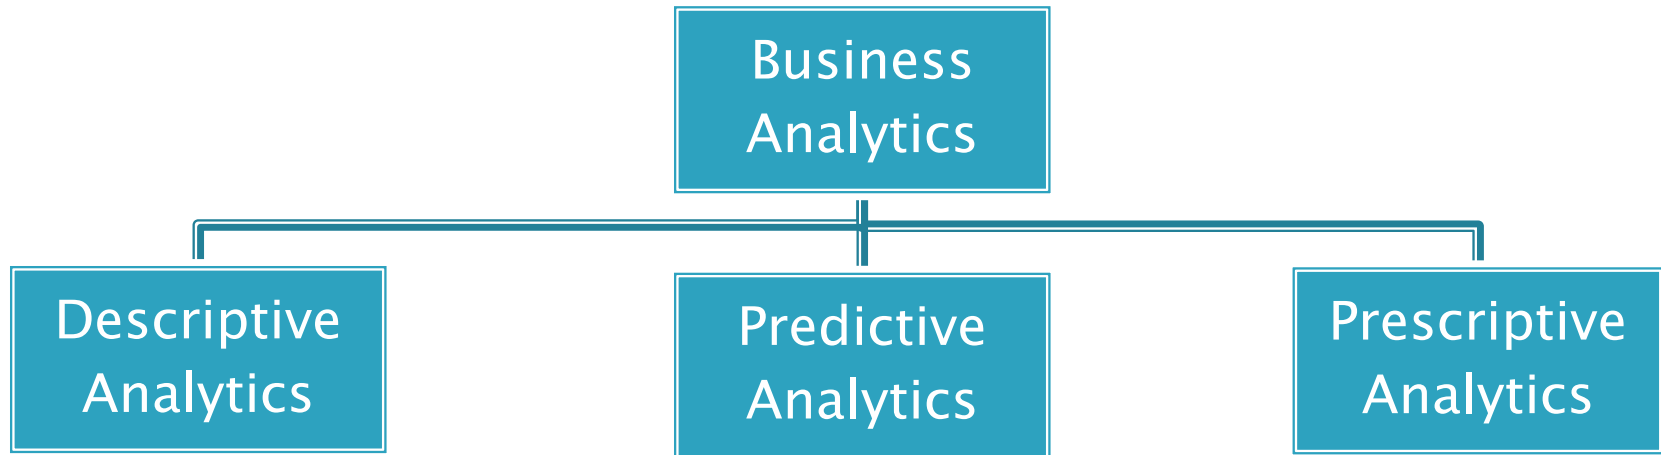 Business
Analytics
Descriptive
Analytics
Predictive
Analytics
Prescriptive
Analytics